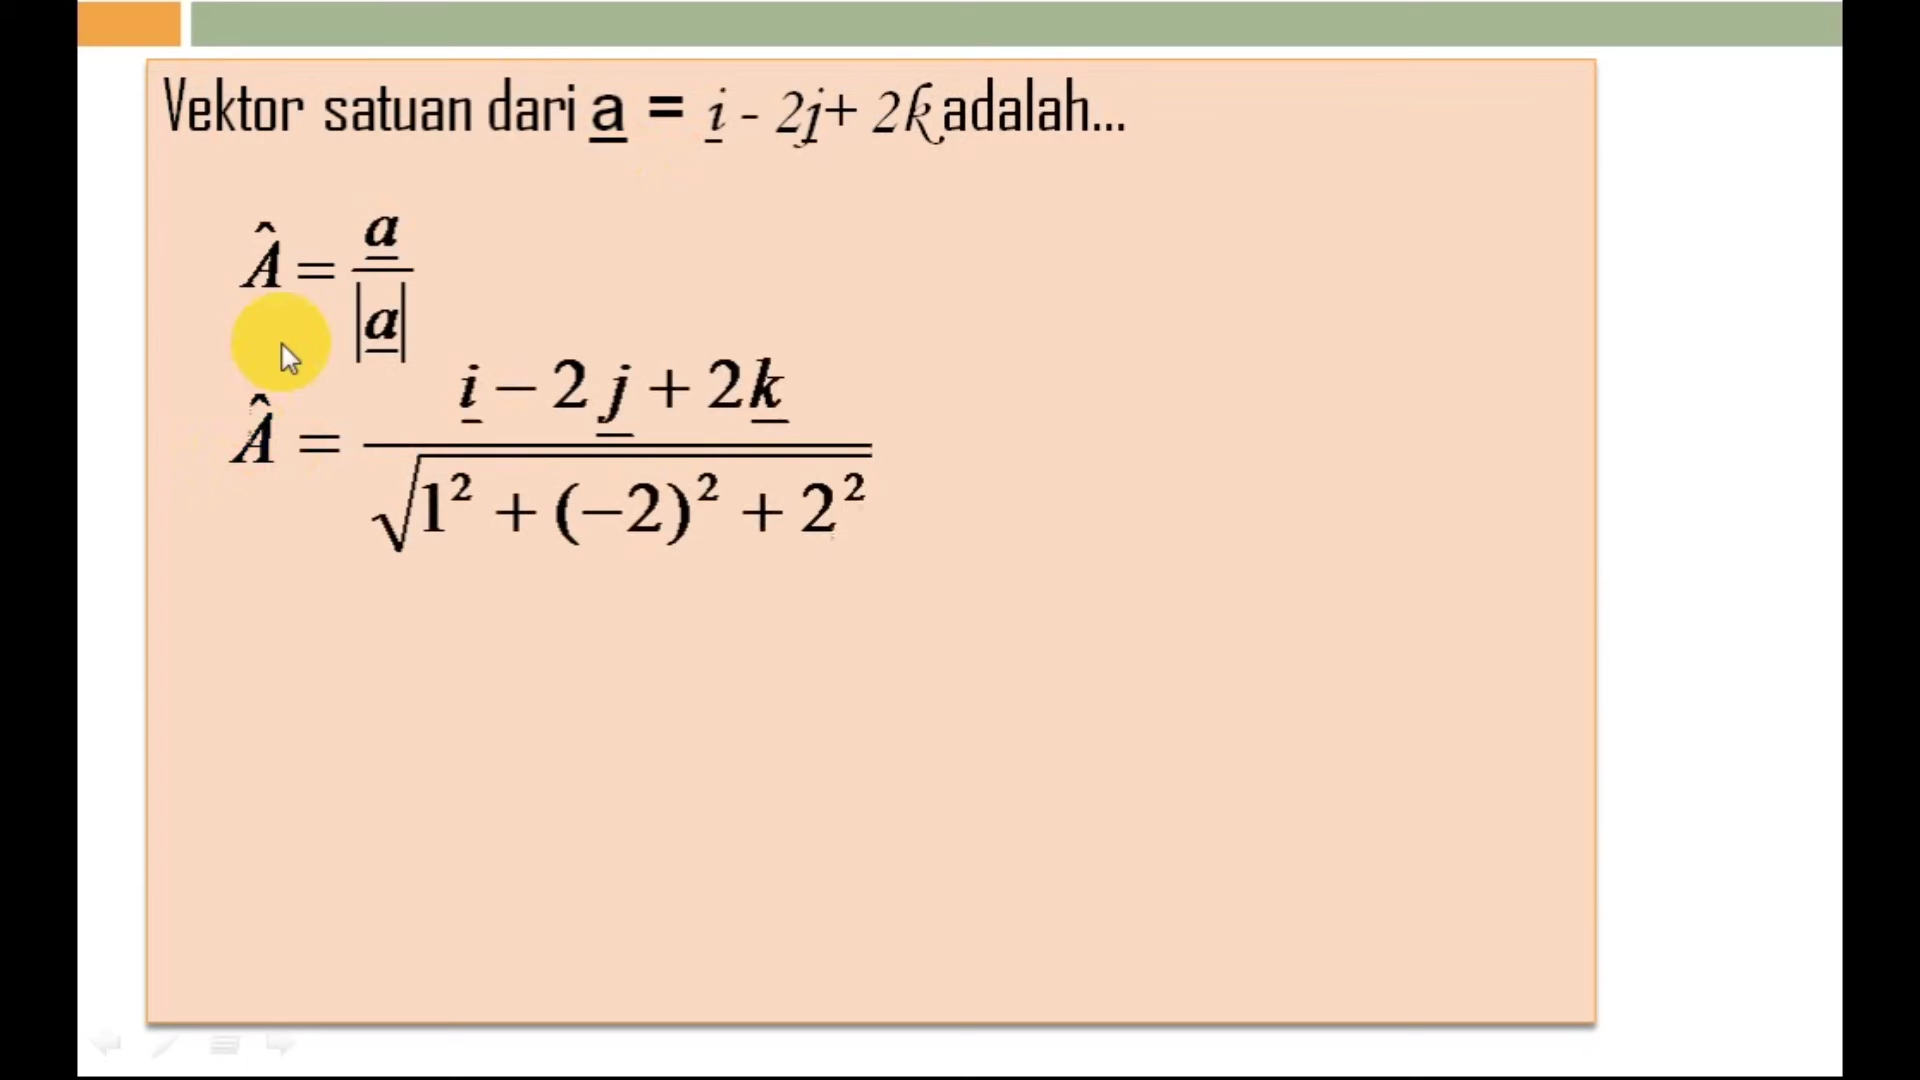 Vektor satuan dari a = i - 2j+ 2k adalah...
Â = a / |a|
Â = (i − 2j + 2k) / √(1² + (−2)² + 2²)